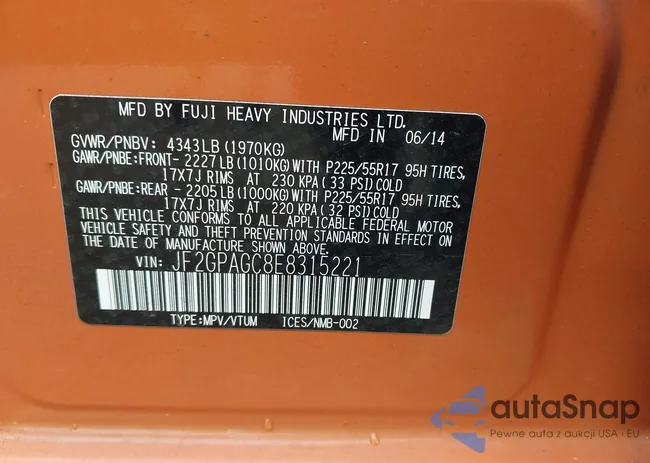 MFD BY FUJI HEAVY INDUSTRIES LTD.
MFD IN 06/14
GVWR/PNBV: 4343LB(1970KG)
GAWR/PNBE:FRONT- 2227LB(1010KG)WITH P225/55R17 95H TIRES,
17X7J RIMS AT 230 KPA(33 PSI)COLD
GAWR/PNBE:REAR - 2205LB(1000KG)WITH P225/55R17 95H TIRES,
17X7J RIMS AT 220 KPA(32 PSI)COLD
THIS VEHICLE CONFORMS TO ALL APPLICABLE FEDERAL MOTOR
VEHICLE SAFETY AND THEFT PREVENTION STANDARDS IN EFFECT ON
THE DATE OF MANUFACTURE SHOWN ABOVE.
VIN: JF2GPAGC8E8315221
TYPE:MPV/VTUM ICES/NMB-002
autaSnap
Pewne auta z aukcji USA i EU